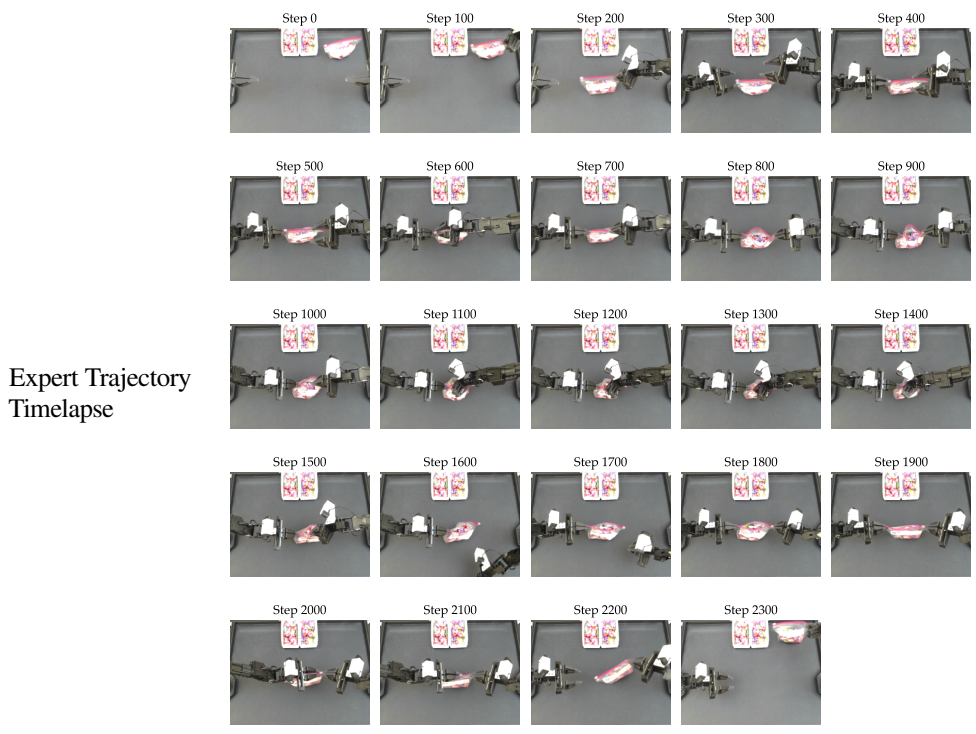 Step 0
Step 100
Step 200
Step 300
Step 400
Step 500
Step 600
Step 700
Step 800
Step 900
Step 1000
Step 1100
Step 1200
Step 1300
Step 1400
Expert Trajectory
Timelapse
Step 1500
Step 1600
Step 1700
Step 1800
Step 1900
Step 2000
Step 2100
Step 2200
Step 2300